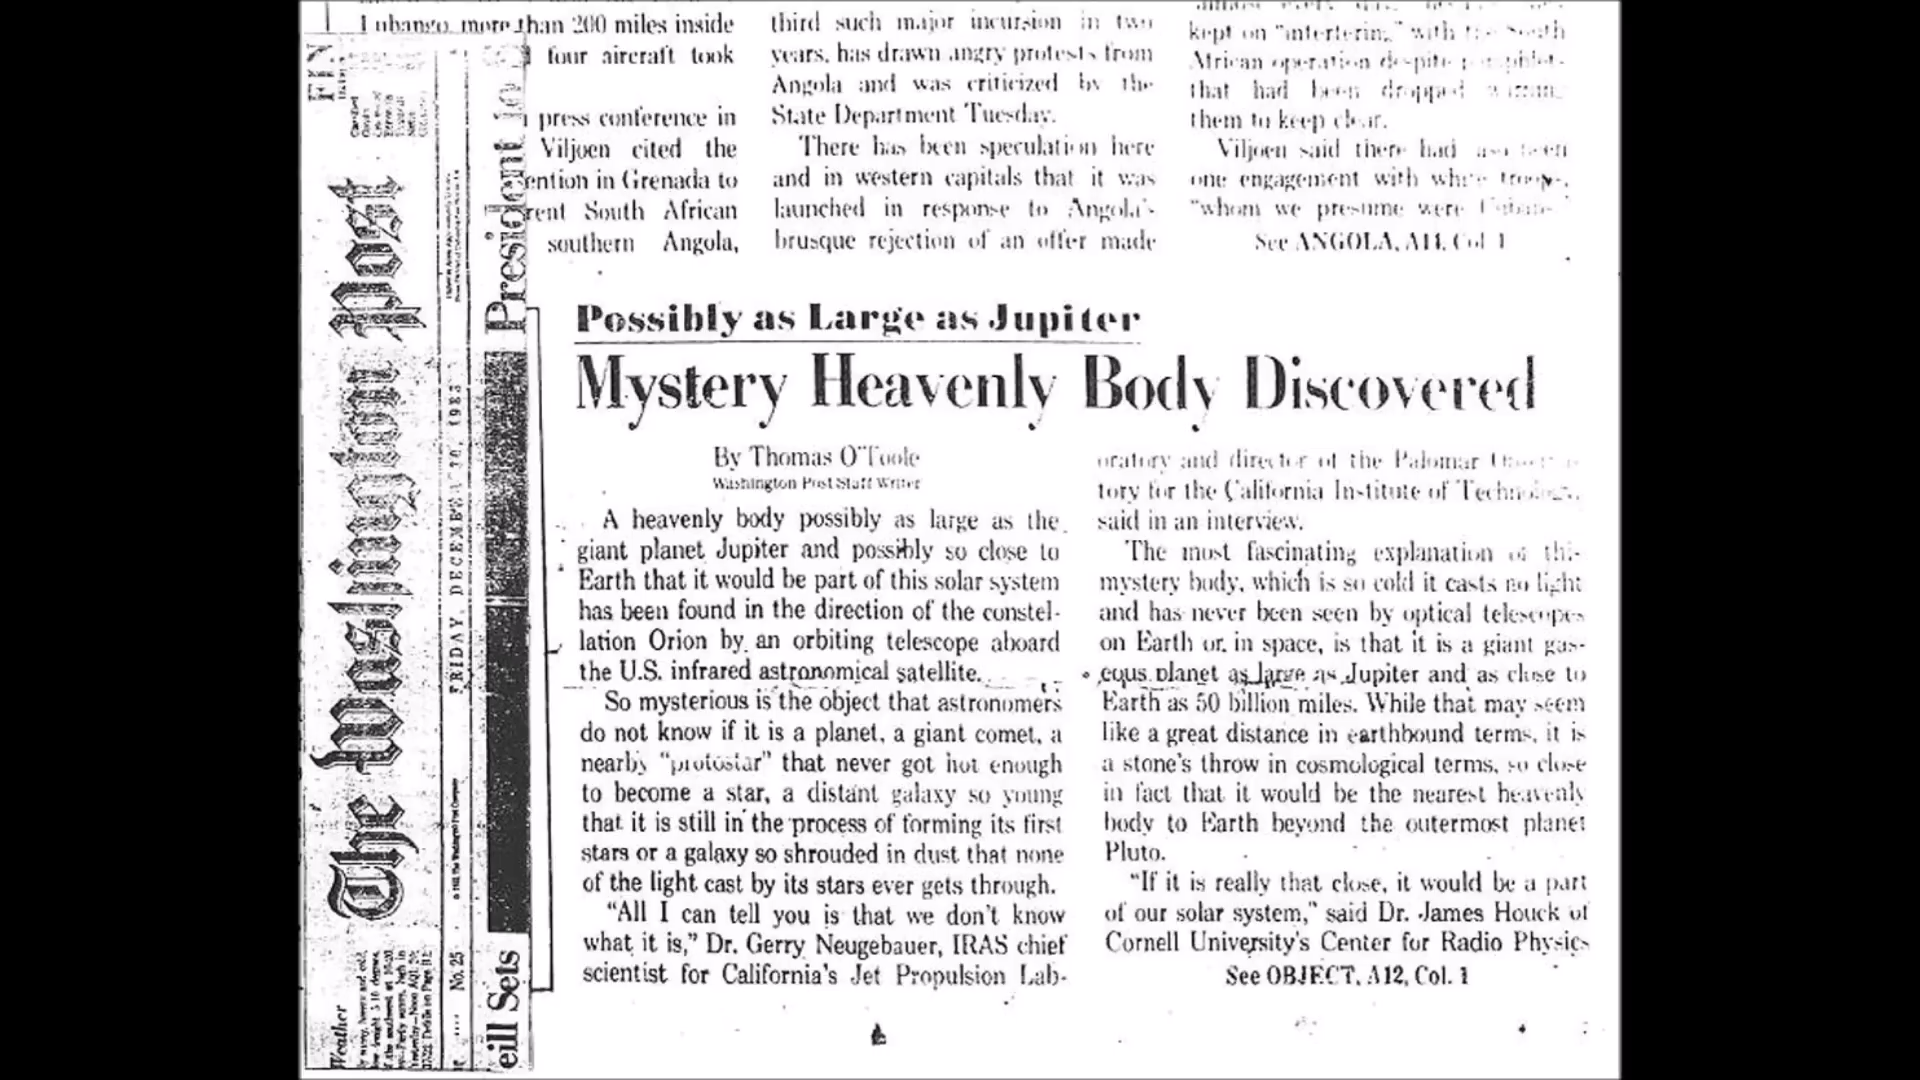 Lubango, more than 200 miles inside
four aircraft took
press conference in
Viljoen cited the
ention in Grenada to
rent South African
southern Angola,
third such major incursion in two
years, has drawn angry protests from
Angola and was criticized by the
State Department Tuesday.
There has been speculation here
and in western capitals that it was
launched in response to Angola's
brusque rejection of an offer made
kept on "interfering" with the South
African operation despite pamphlets
that had been dropped warning
them to keep clear.
Viljoen said there had also been
one engagement with white troops,
"whom we presume were Cubans."
See ANGOLA, A14, Col. 1
The Washington Post
FRIDAY, DECEMBER 30, 1983
No. 25
Weather
President to
eill Sets
Possibly as Large as Jupiter
Mystery Heavenly Body Discovered
By Thomas O'Toole
Washington Post Staff Writer
A heavenly body possibly as large as the
giant planet Jupiter and possibly so close to
Earth that it would be part of this solar system
has been found in the direction of the constel-
lation Orion by an orbiting telescope aboard
the U.S. infrared astronomical satellite.
So mysterious is the object that astronomers
do not know if it is a planet, a giant comet, a
nearby "protostar" that never got hot enough
to become a star, a distant galaxy so young
that it is still in the process of forming its first
stars or a galaxy so shrouded in dust that none
of the light cast by its stars ever gets through.
"All I can tell you is that we don't know
what it is," Dr. Gerry Neugebauer, IRAS chief
scientist for California's Jet Propulsion Lab-
oratory and director of the Palomar Observa-
tory for the California Institute of Technology,
said in an interview.
The most fascinating explanation of this
mystery body, which is so cold it casts no light
and has never been seen by optical telescopes
on Earth or in space, is that it is a giant gas-
eous planet as large as Jupiter and as close to
Earth as 50 billion miles. While that may seem
like a great distance in earthbound terms, it is
a stone's throw in cosmological terms, so close
in fact that it would be the nearest heavenly
body to Earth beyond the outermost planet
Pluto.
"If it is really that close, it would be a part
of our solar system," said Dr. James Houck of
Cornell University's Center for Radio Physics
See OBJECT, A12, Col. 1